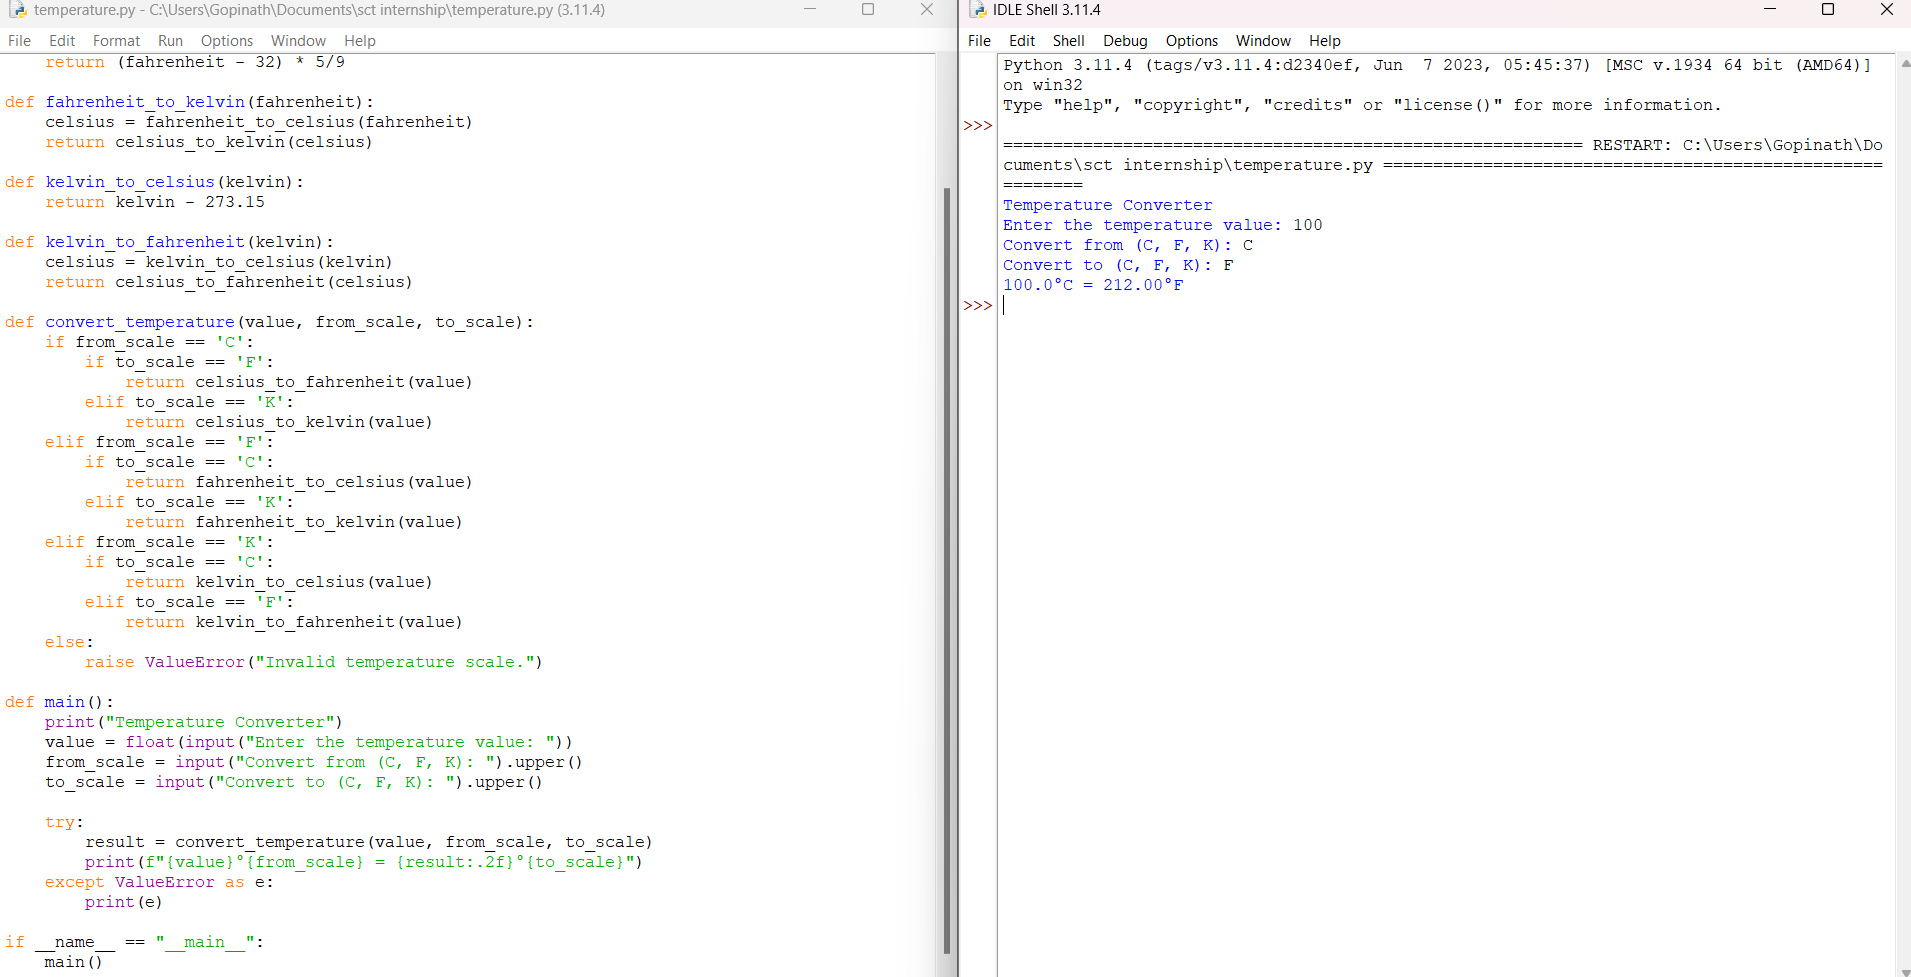 temperature.py - C:\Users\Gopinath\Documents\sct internship\temperature.py (3.11.4)
File Edit Format Run Options Window Help
    return (fahrenheit - 32) * 5/9

def fahrenheit_to_kelvin(fahrenheit):
    celsius = fahrenheit_to_celsius(fahrenheit)
    return celsius_to_kelvin(celsius)

def kelvin_to_celsius(kelvin):
    return kelvin - 273.15

def kelvin_to_fahrenheit(kelvin):
    celsius = kelvin_to_celsius(kelvin)
    return celsius_to_fahrenheit(celsius)

def convert_temperature(value, from_scale, to_scale):
    if from_scale == 'C':
        if to_scale == 'F':
            return celsius_to_fahrenheit(value)
        elif to_scale == 'K':
            return celsius_to_kelvin(value)
    elif from_scale == 'F':
        if to_scale == 'C':
            return fahrenheit_to_celsius(value)
        elif to_scale == 'K':
            return fahrenheit_to_kelvin(value)
    elif from_scale == 'K':
        if to_scale == 'C':
            return kelvin_to_celsius(value)
        elif to_scale == 'F':
            return kelvin_to_fahrenheit(value)
    else:
        raise ValueError("Invalid temperature scale.")

def main():
    print("Temperature Converter")
    value = float(input("Enter the temperature value: "))
    from_scale = input("Convert from (C, F, K): ").upper()
    to_scale = input("Convert to (C, F, K): ").upper()

    try:
        result = convert_temperature(value, from_scale, to_scale)
        print(f"{value}°{from_scale} = {result:.2f}°{to_scale}")
    except ValueError as e:
        print(e)

if __name__ == "__main__":
    main()
IDLE Shell 3.11.4
File Edit Shell Debug Options Window Help
Python 3.11.4 (tags/v3.11.4:d2340ef, Jun  7 2023, 05:45:37) [MSC v.1934 64 bit (AMD64)]
on win32
Type "help", "copyright", "credits" or "license()" for more information.
>>>
========================================================== RESTART: C:\Users\Gopinath\Do
cuments\sct internship\temperature.py ==================================================
========
Temperature Converter
Enter the temperature value: 100
Convert from (C, F, K): C
Convert to (C, F, K): F
100.0°C = 212.00°F
>>>